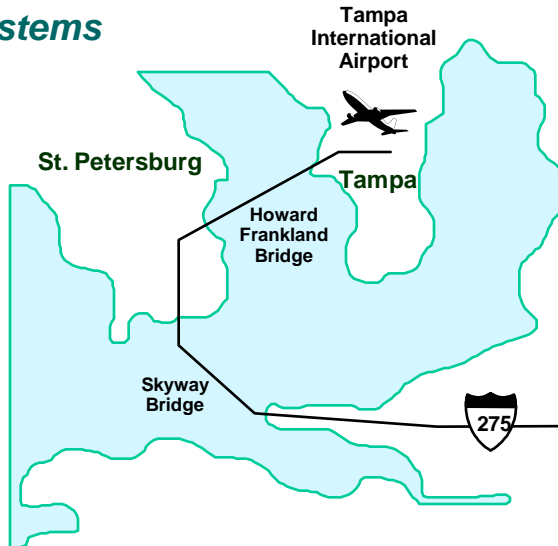 stems
Tampa
International
Airport
St. Petersburg
Tampa
Howard
Frankland
Bridge
Skyway
Bridge
275